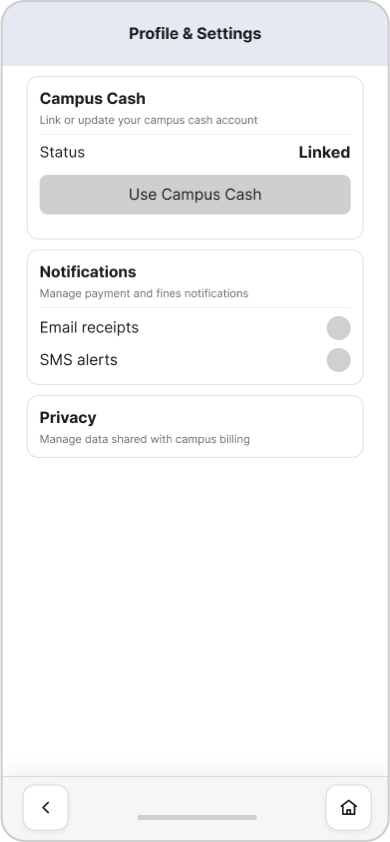 Profile & Settings
Campus Cash
Link or update your campus cash account
Status Linked
Use Campus Cash
Notifications
Manage payment and fines notifications
Email receipts
SMS alerts
Privacy
Manage data shared with campus billing